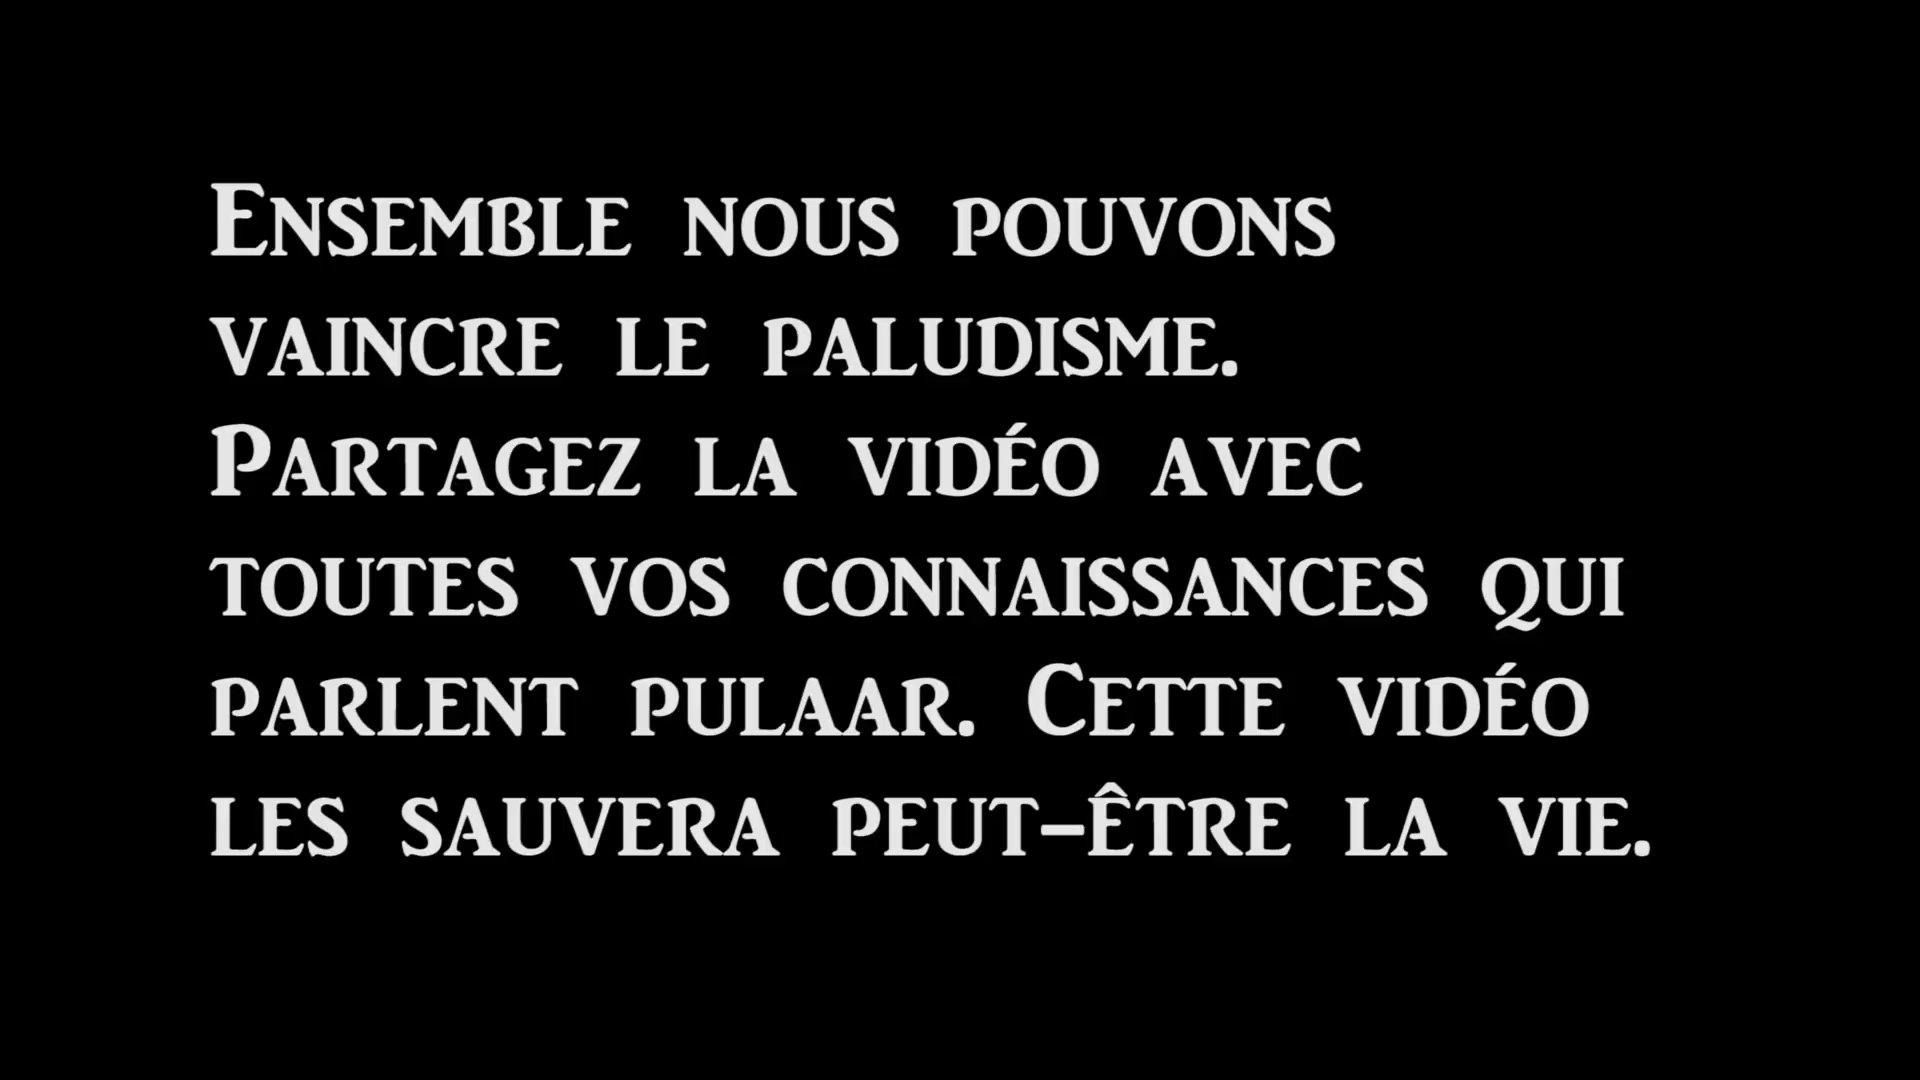 Ensemble nous pouvons
vaincre le paludisme.
Partagez la vidéo avec
toutes vos connaissances qui
parlent pulaar. Cette vidéo
les sauvera peut-être la vie.